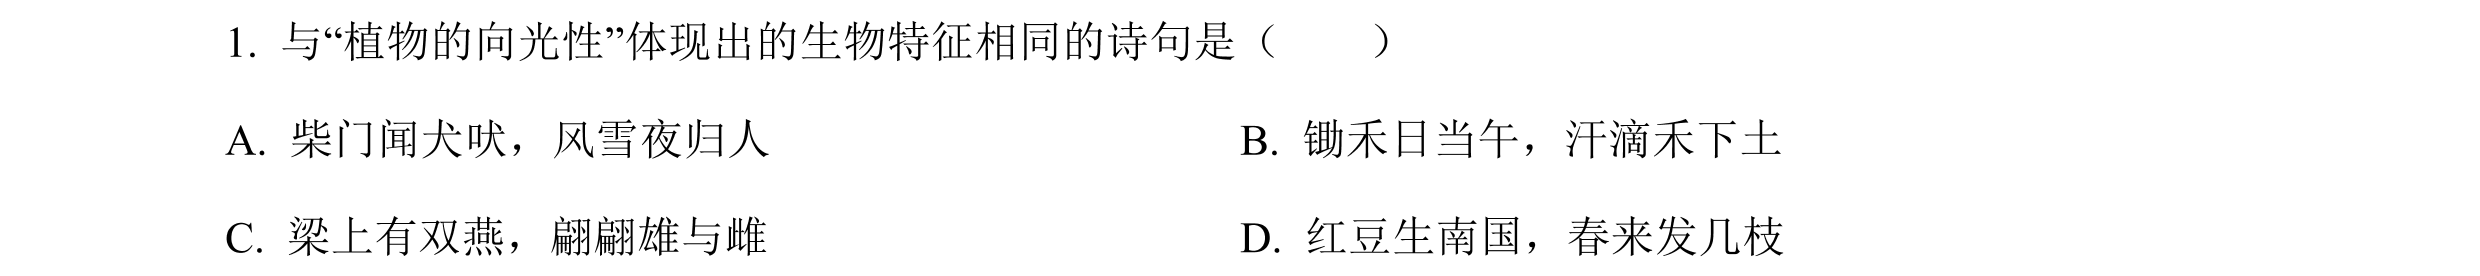 1. 与“植物的向光性”体现出的生物特征相同的诗句是（　　）
A. 柴门闻犬吠，风雪夜归人　　B. 锄禾日当午，汗滴禾下土
C. 梁上有双燕，翩翩雄与雌　　D. 红豆生南国，春来发几枝